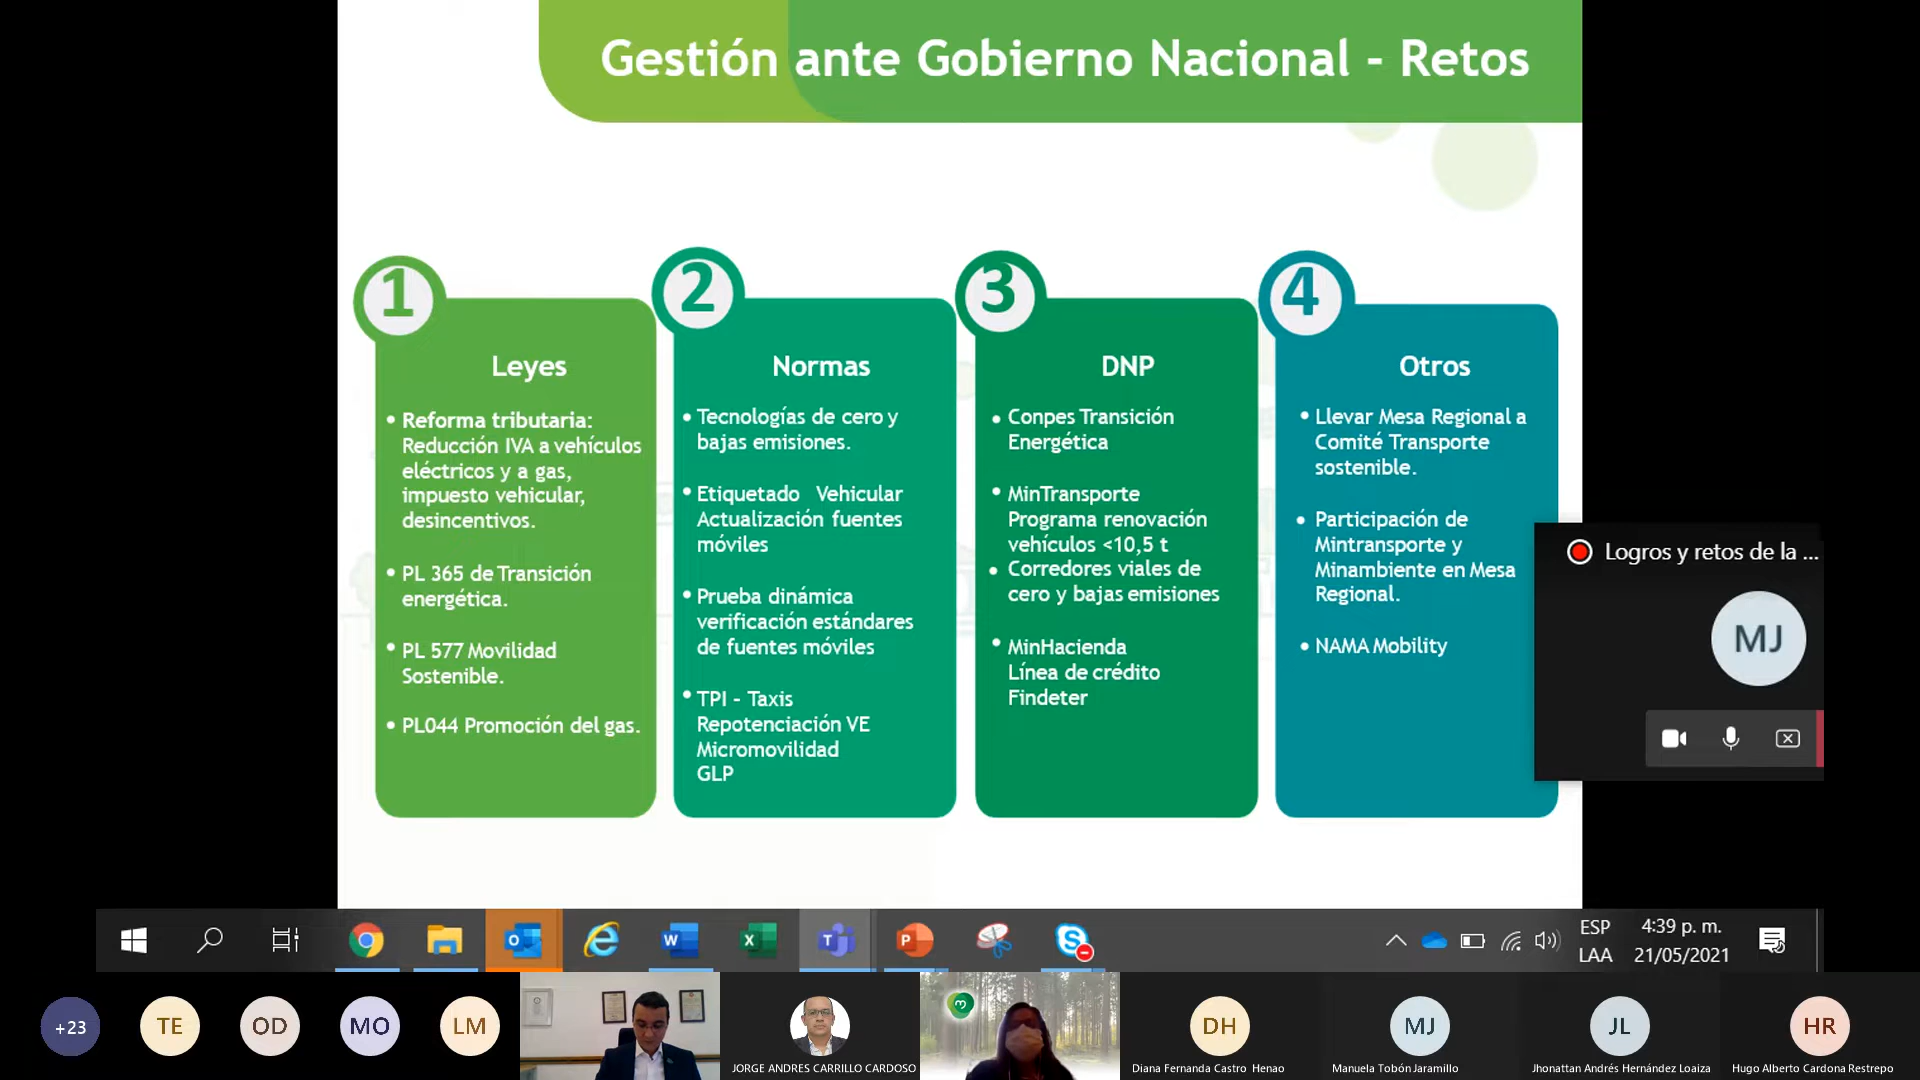 Gestión ante Gobierno Nacional - Retos
1
Leyes
• Reforma tributaria:
Reducción IVA a vehículos
eléctricos y a gas,
impuesto vehicular,
desincentivos.
• PL 365 de Transición
energética.
• PL 577 Movilidad
Sostenible.
• PL044 Promoción del gas.
2
Normas
• Tecnologías de cero y
bajas emisiones.
• Etiquetado Vehicular
Actualización fuentes
móviles
• Prueba dinámica
verificación estándares
de fuentes móviles
• TPI - Taxis
Repotenciación VE
Micromovilidad
GLP
3
DNP
• Conpes Transición
Energética
• MinTransporte
Programa renovación
vehículos <10,5 t
• Corredores viales de
cero y bajas emisiones
• MinHacienda
Línea de crédito
Findeter
4
Otros
• Llevar Mesa Regional a
Comité Transporte
sostenible.
• Participación de
Mintransporte y
Minambiente en Mesa
Regional.
• NAMA Mobility
Logros y retos de la ...
MJ
ESP
LAA
4:39 p. m.
21/05/2021
+23
TE
OD
MO
LM
JORGE ANDRES CARRILLO CARDOSO
DH
Diana Fernanda Castro Henao
MJ
Manuela Tobón Jaramillo
JL
Jhonattan Andrés Hernández Loaiza
HR
Hugo Alberto Cardona Restrepo